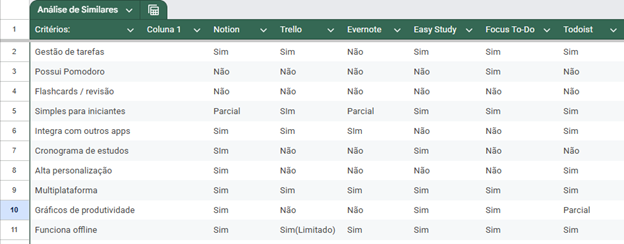 Análise de Similares
1 Critérios: Coluna 1 Notion Trello Evernote Easy Study Focus To-Do Todoist
2 Gestão de tarefas Sim Sim Não Sim Sim Sim
3 Possui Pomodoro Não Não Não Não Sim Não
4 Flashcards / revisão Não Não Não Não Não Não
5 Simples para iniciantes Parcial SIm Parcial Sim Sim Sim
6 Integra com outros apps Sim Sim SIm Não Não Sim
7 Cronograma de estudos SIm Não Não Sim Não Não
8 Alta personalização Sim Não Não Não Não Sim
9 Multiplataforma Sim Sim Sim Sim Sim Sim
10 Gráficos de produtividade Sim Não Não Sim Sim Parcial
11 Funciona offline Sim Sim(Limitado) Sim Sim Sim Sim